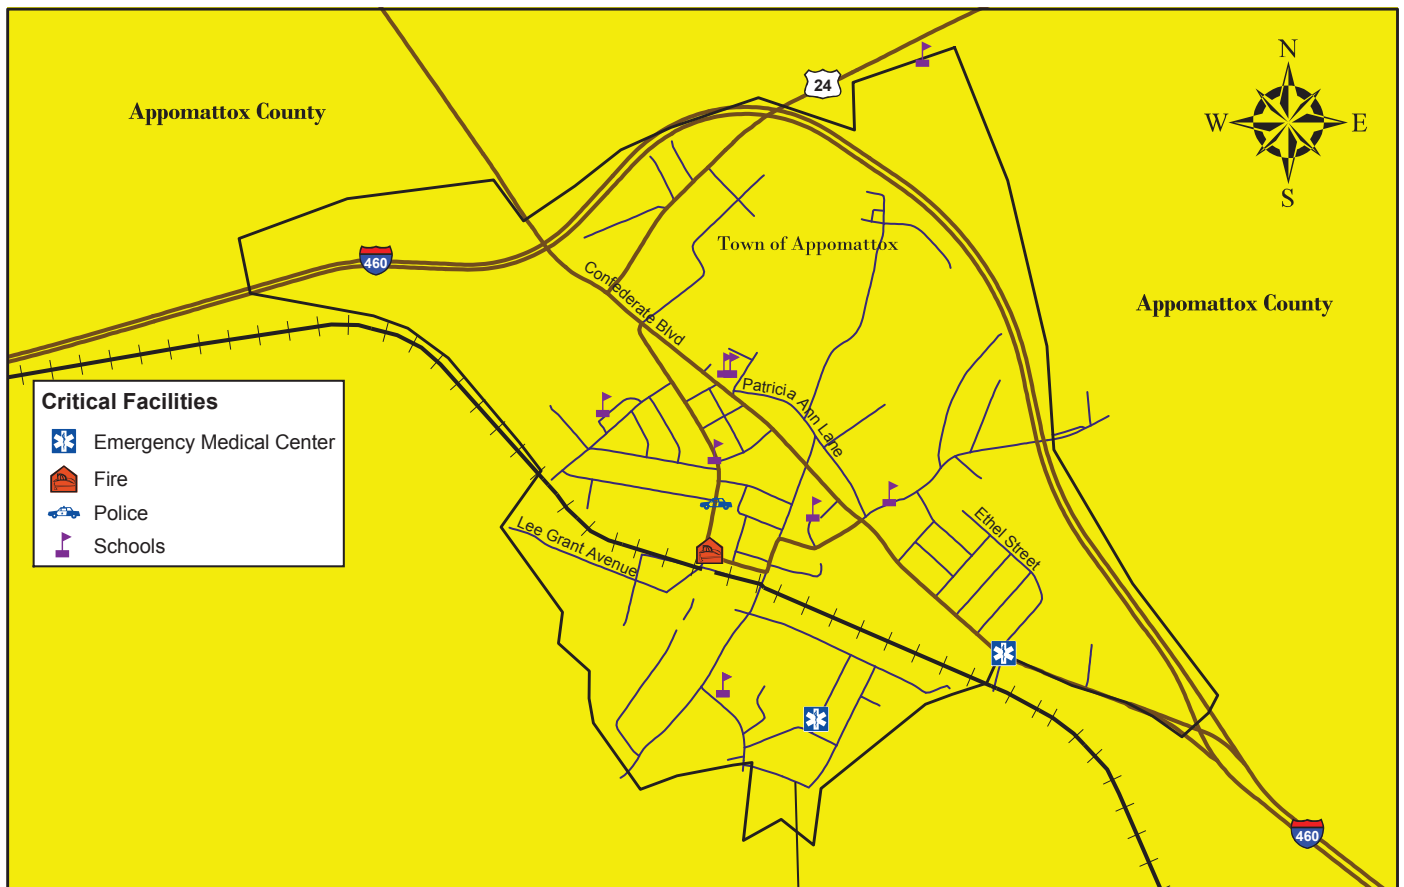 24
N
W E
S
Appomattox County
Town of Appomattox
460
Confederate Blvd
Appomattox County
Patricia Ann Lane
Critical Facilities
Emergency Medical Center
Fire
Police
Schools
Lee Grant Avenue
Ethel Street
460